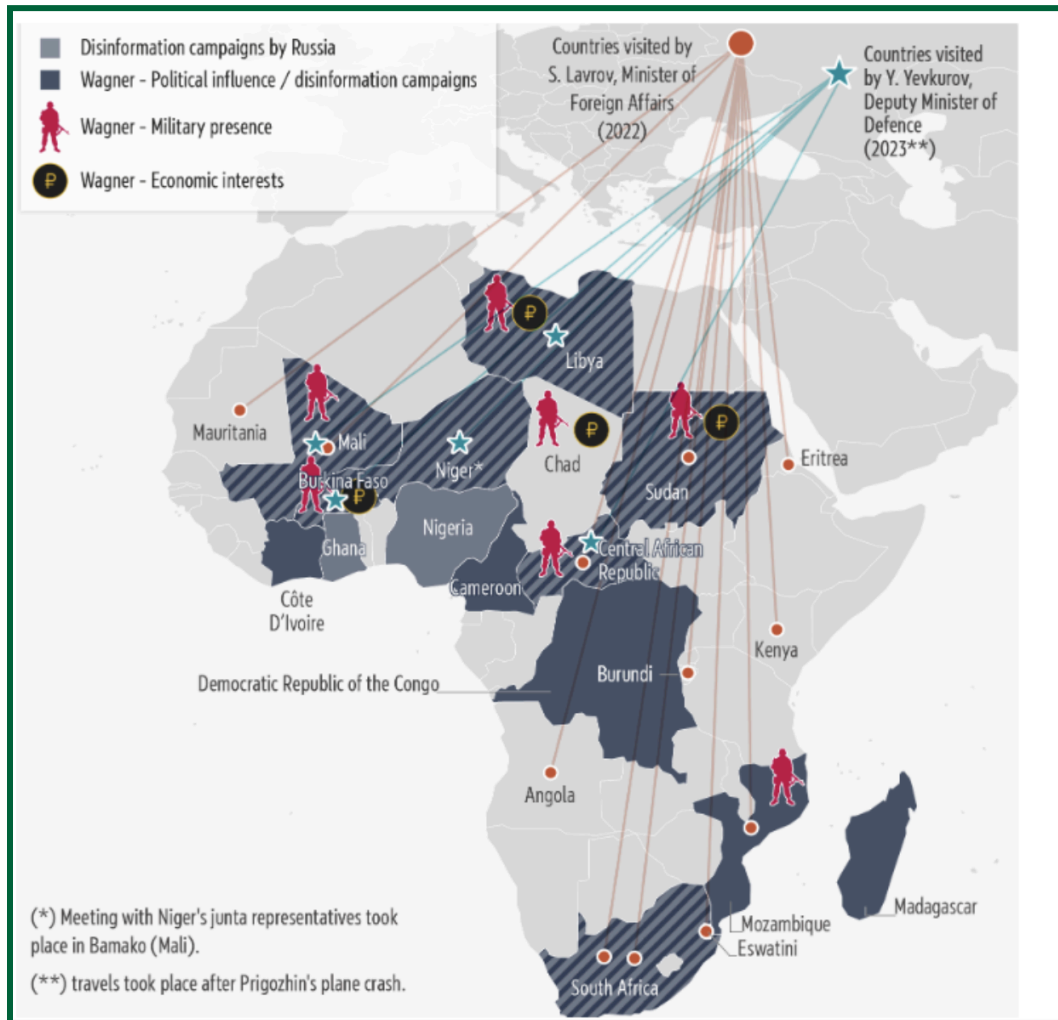 Disinformation campaigns by Russia
Wagner - Political influence / disinformation campaigns
Wagner - Military presence
₽
Wagner - Economic interests
Countries visited by
S. Lavrov, Minister of
Foreign Affairs
(2022)
Countries visited
by Y. Yevkurov,
Deputy Minister of
Defence
(2023**)
₽
Libya
Mauritania
Mali
Niger*
₽
Chad
₽
Sudan
Eritrea
Burkina Faso
₽
Ghana
Nigeria
Côte
D'Ivoire
Cameroon
Central African
Republic
Kenya
Democratic Republic of the Congo
Burundi
Angola
Madagascar
Mozambique
Eswatini
South Africa
(*) Meeting with Niger's junta representatives took
place in Bamako (Mali).
(**) travels took place after Prigozhin's plane crash.